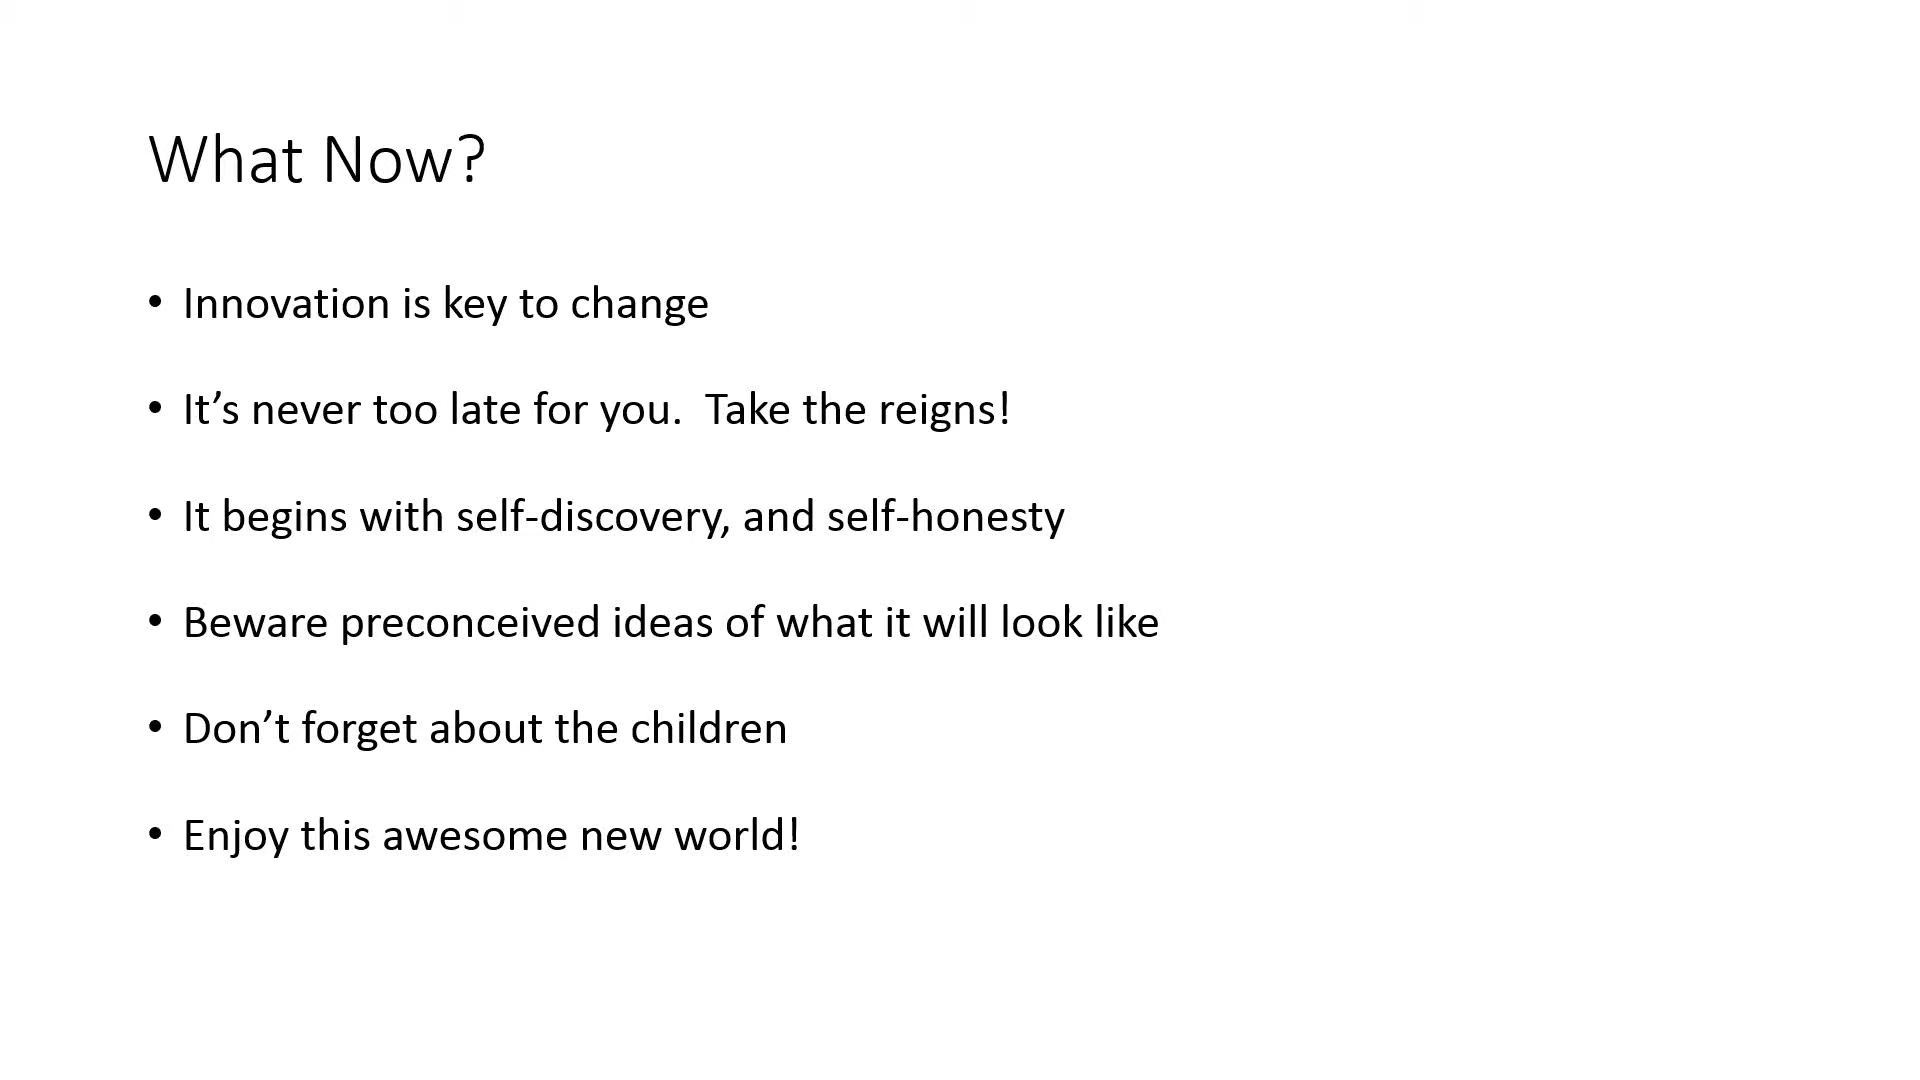 What Now?
• Innovation is key to change
• It’s never too late for you.  Take the reigns!
• It begins with self-discovery, and self-honesty
• Beware preconceived ideas of what it will look like
• Don’t forget about the children
• Enjoy this awesome new world!